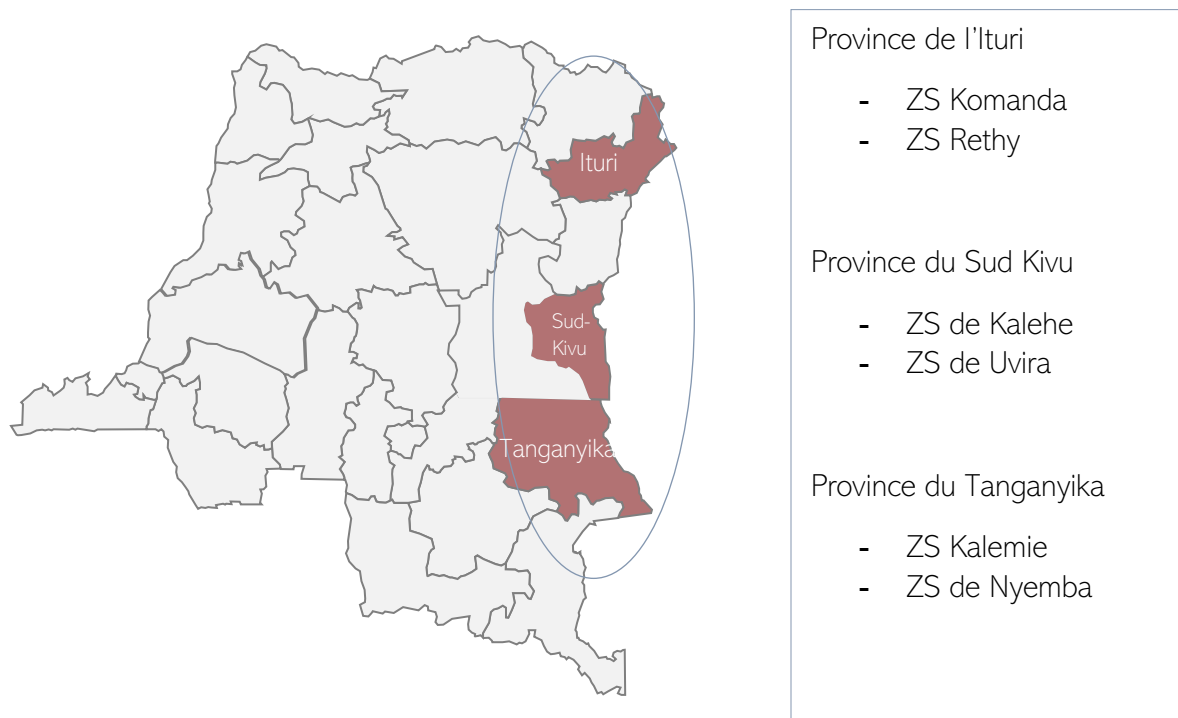 Ituri
Sud-
Kivu
Tanganyika
Province de l’Ituri
- ZS Komanda
- ZS Rethy
Province du Sud Kivu
- ZS de Kalehe
- ZS de Uvira
Province du Tanganyika
- ZS Kalemie
- ZS de Nyemba